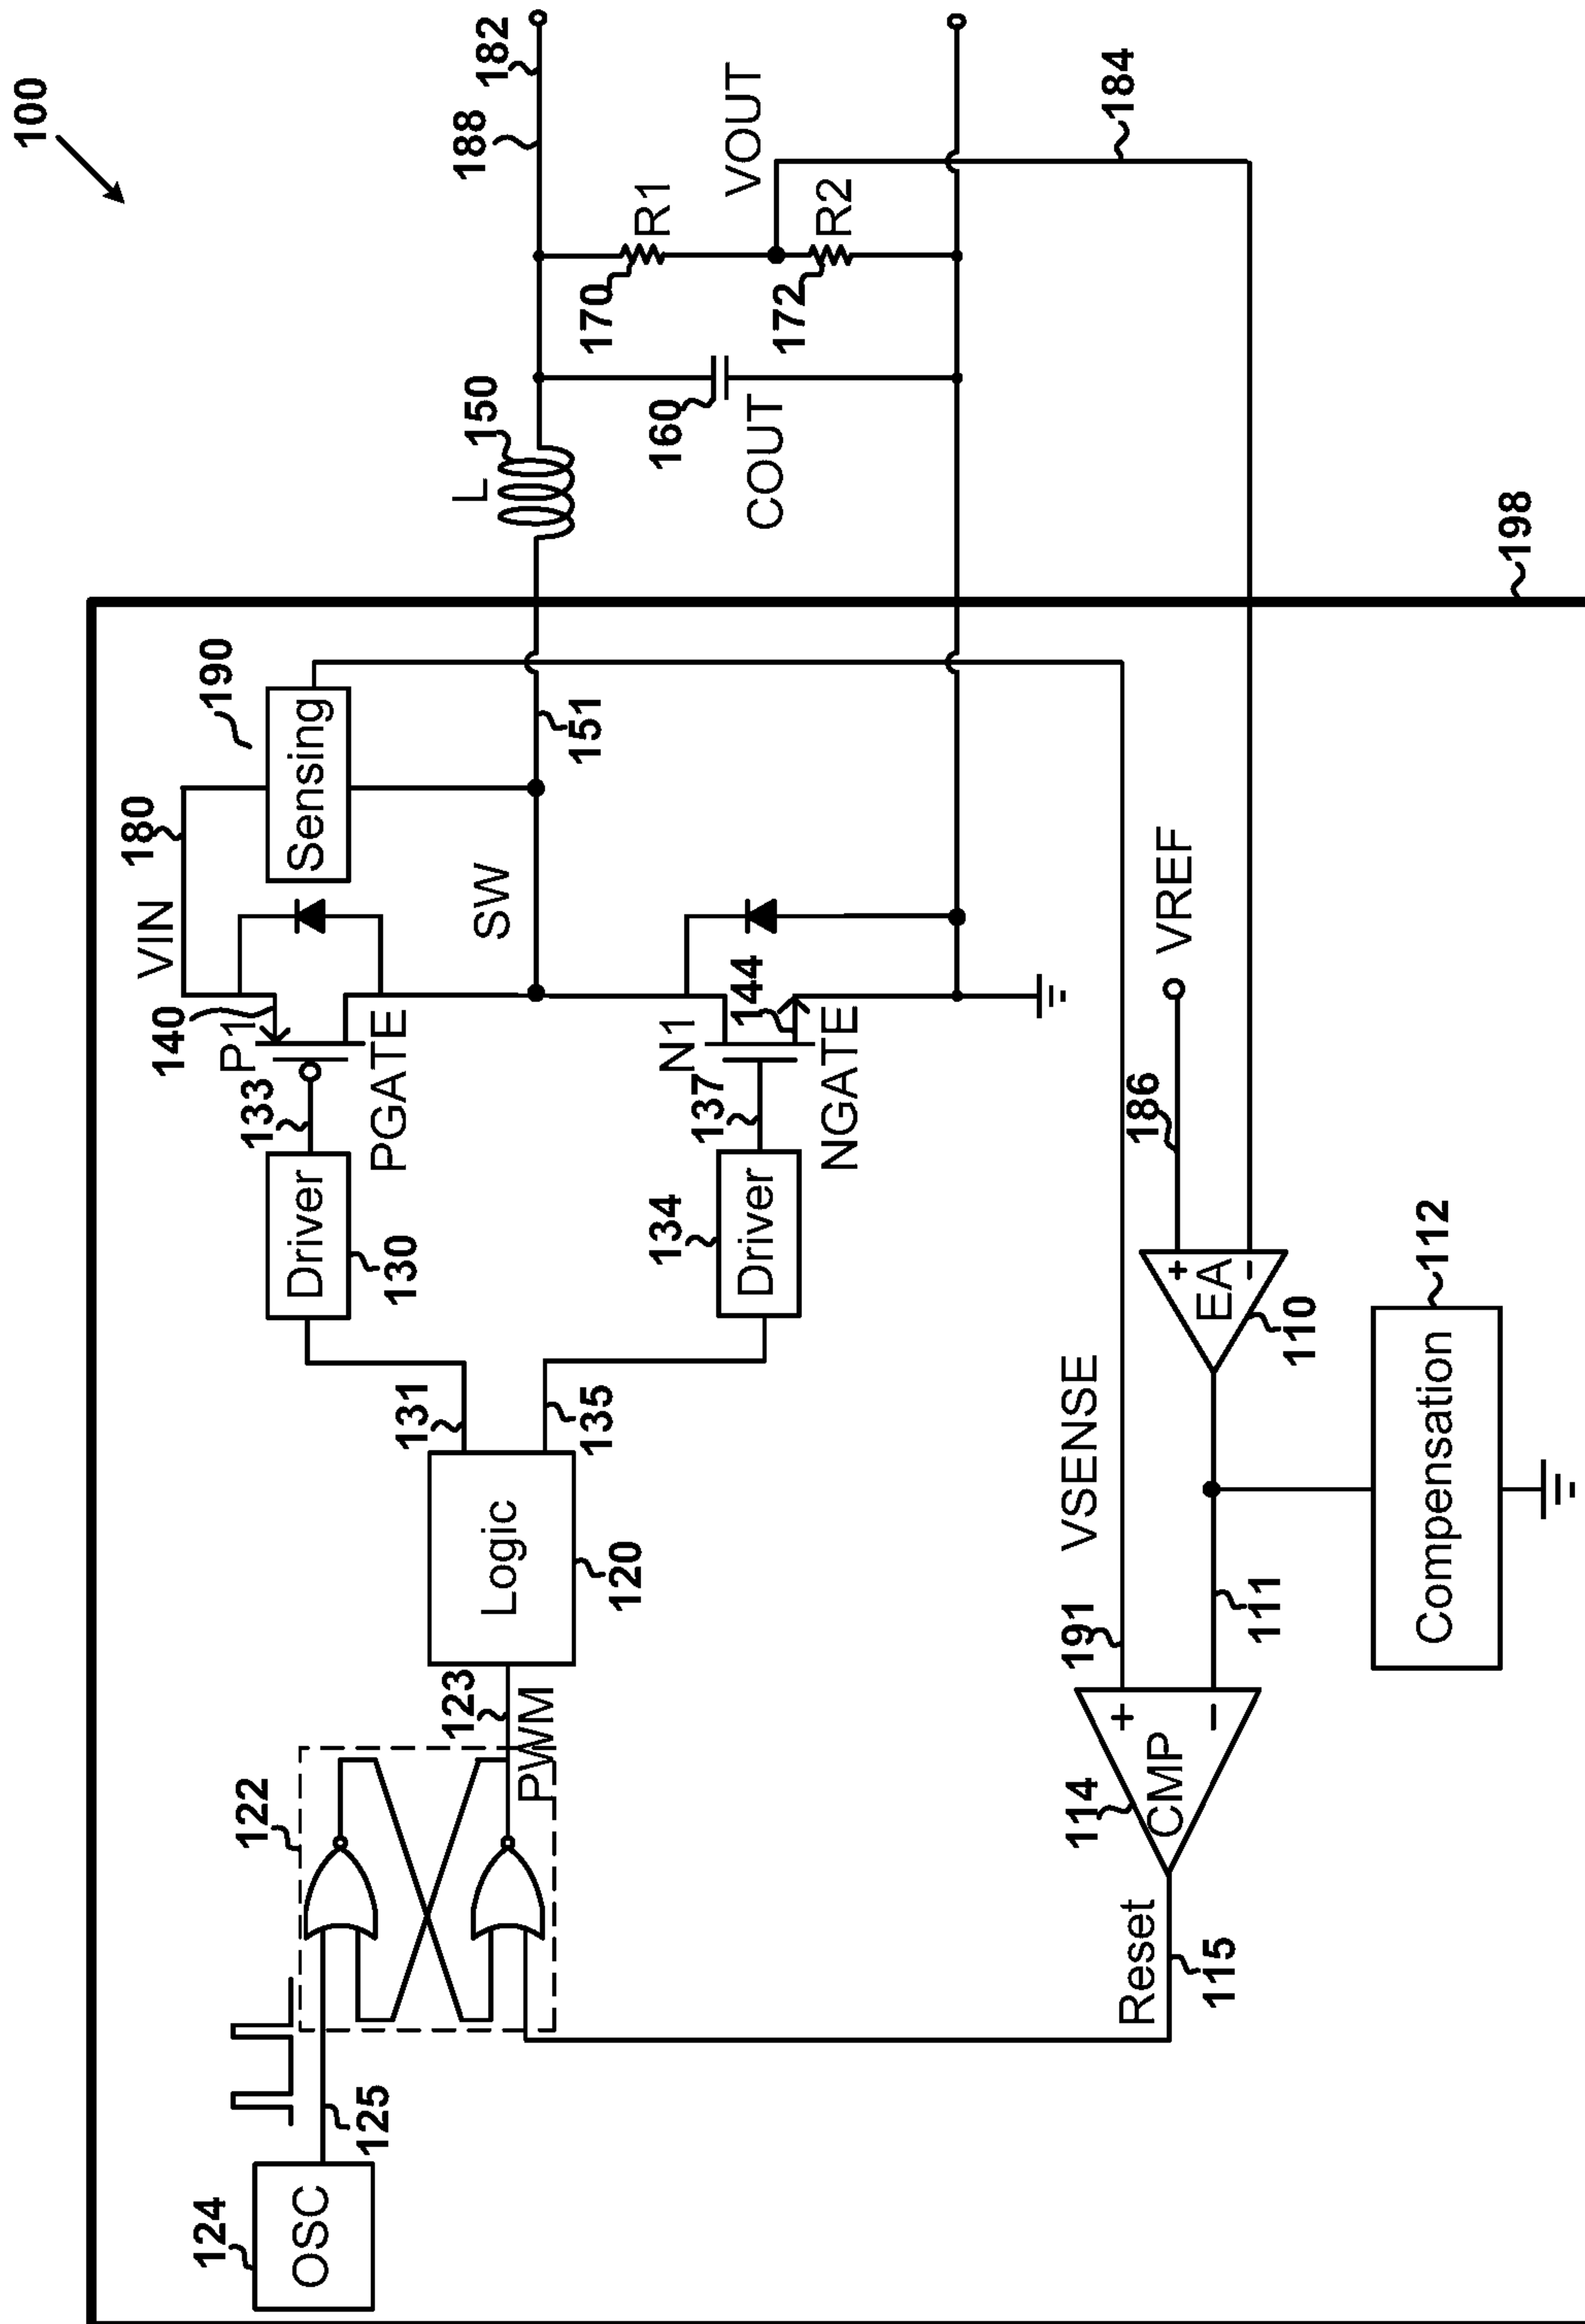 100
124
OSC
125
122
123
PWM
Logic
120
131
135
Driver
130
133
P1
140
PGATE
VIN
180
190
Sensing
SW
151
134
Driver
137
N1
144
NGATE
L
150
188
182
170
R1
VOUT
172
R2
160
COUT
184
198
VREF
186
+
EA
-
110
VSENSE
191
111
112
Compensation
+
CMP
-
114
Reset
115